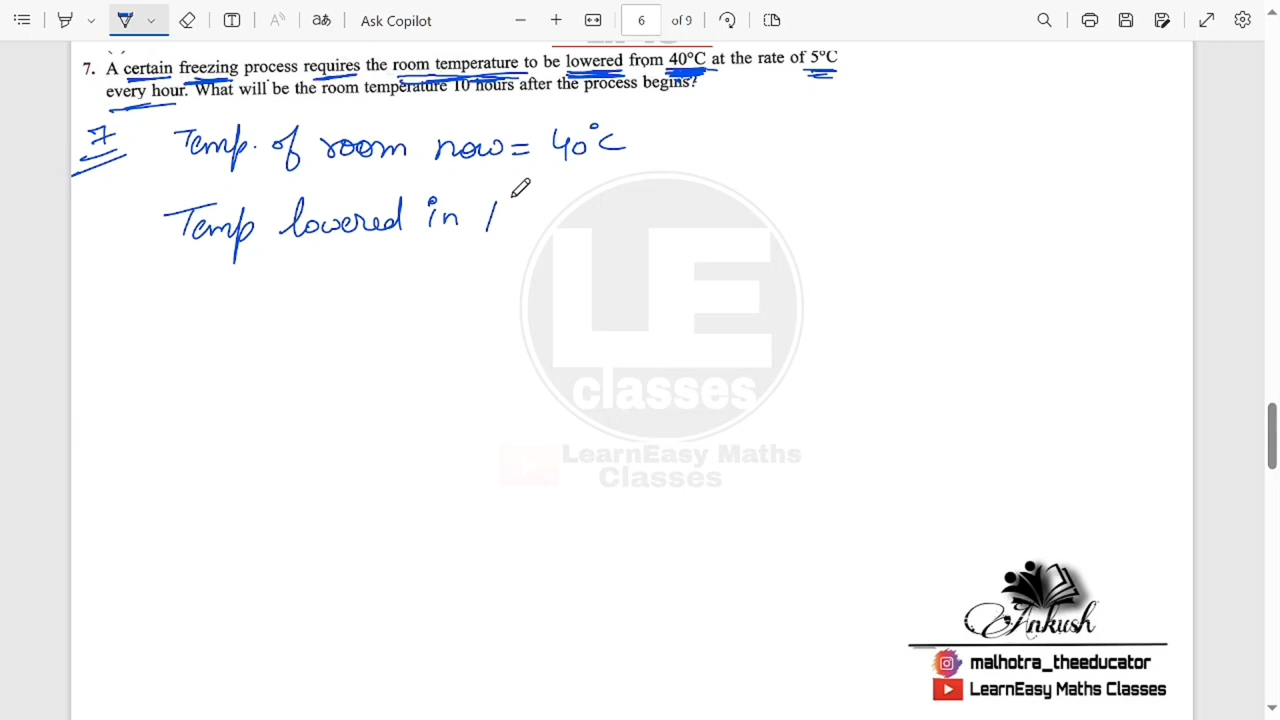 Ask Copilot
6 of 9
7. A certain freezing process requires the room temperature to be lowered from 40°C at the rate of 5°C
every hour. What will be the room temperature 10 hours after the process begins?
7 Temp. of room now = 40°C
Temp lowered in 1
LE
classes
LearnEasy Maths
Classes
Ankush
malhotra_theeducator
LearnEasy Maths Classes